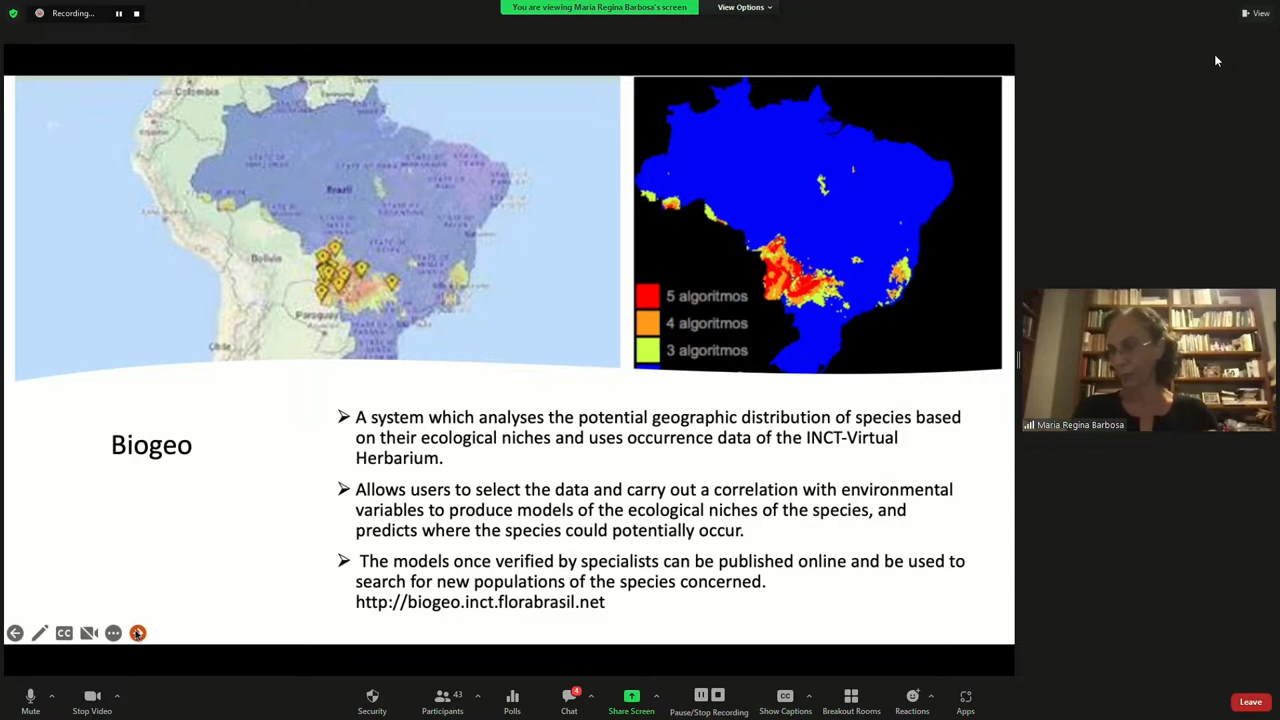 Recording...
You are viewing Maria Regina Barbosa's screen
View Options
View
Colombia
Brazil
Bolivia
Paraguay
Chile
5 algoritmos
4 algoritmos
3 algoritmos
Biogeo
➢ A system which analyses the potential geographic distribution of species based
on their ecological niches and uses occurrence data of the INCT-Virtual
Herbarium.
➢ Allows users to select the data and carry out a correlation with environmental
variables to produce models of the ecological niches of the species, and
predicts where the species could potentially occur.
➢ The models once verified by specialists can be published online and be used to
search for new populations of the species concerned.
http://biogeo.inct.florabrasil.net
Maria Regina Barbosa
CC
Mute
Stop Video
Security
43
Participants
Polls
4
Chat
Share Screen
Pause/Stop Recording
CC
Show Captions
Breakout Rooms
Reactions
Apps
Leave